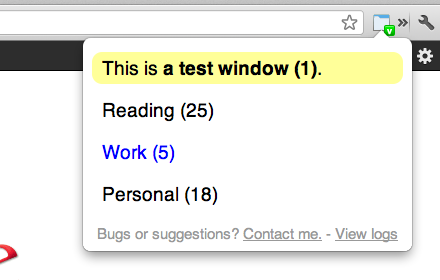 This is a test window (1).
Reading (25)
Work (5)
Personal (18)
Bugs or suggestions? Contact me. - View logs